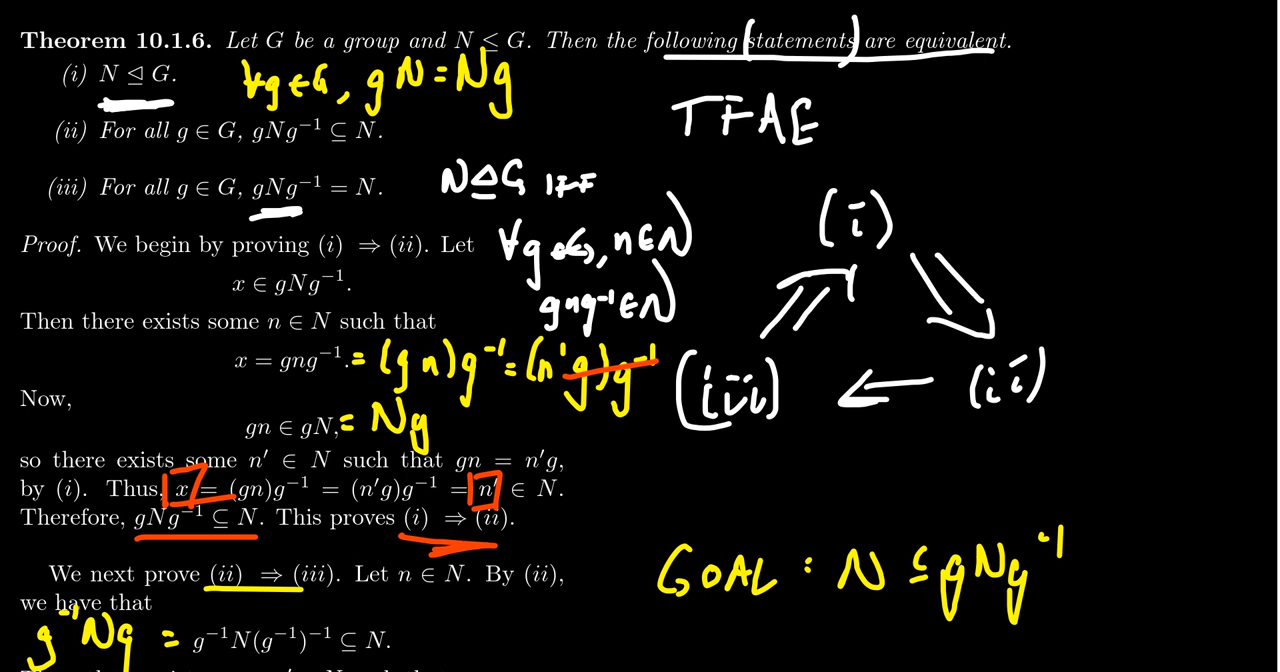 Theorem 10.1.6. Let G be a group and N ≤ G. Then the following statements are equivalent.
(i) N ⊴ G.
∀g∈G, gN = Ng
TFAE
(ii) For all g ∈ G, gNg⁻¹ ⊆ N.
(iii) For all g ∈ G, gNg⁻¹ = N.
N⊴G IFF
∀g∈G, n∈N
gng⁻¹∈N
(i)
(ii)
(iii)
Proof. We begin by proving (i) ⇒ (ii). Let
x ∈ gNg⁻¹.
Then there exists some n ∈ N such that
x = gng⁻¹. = (gn)g⁻¹ = (n'g)g⁻¹
Now,
gn ∈ gN, = Ng
so there exists some n′ ∈ N such that gn = n′g,
by (i). Thus, x = (gn)g⁻¹ = (n′g)g⁻¹ = n′ ∈ N.
Therefore, gNg⁻¹ ⊆ N. This proves (i) ⇒ (ii).
We next prove (ii) ⇒ (iii). Let n ∈ N. By (ii),
GOAL : N ⊆ gNg⁻¹
we have that
g⁻¹Ng = g⁻¹N(g⁻¹)⁻¹ ⊆ N.